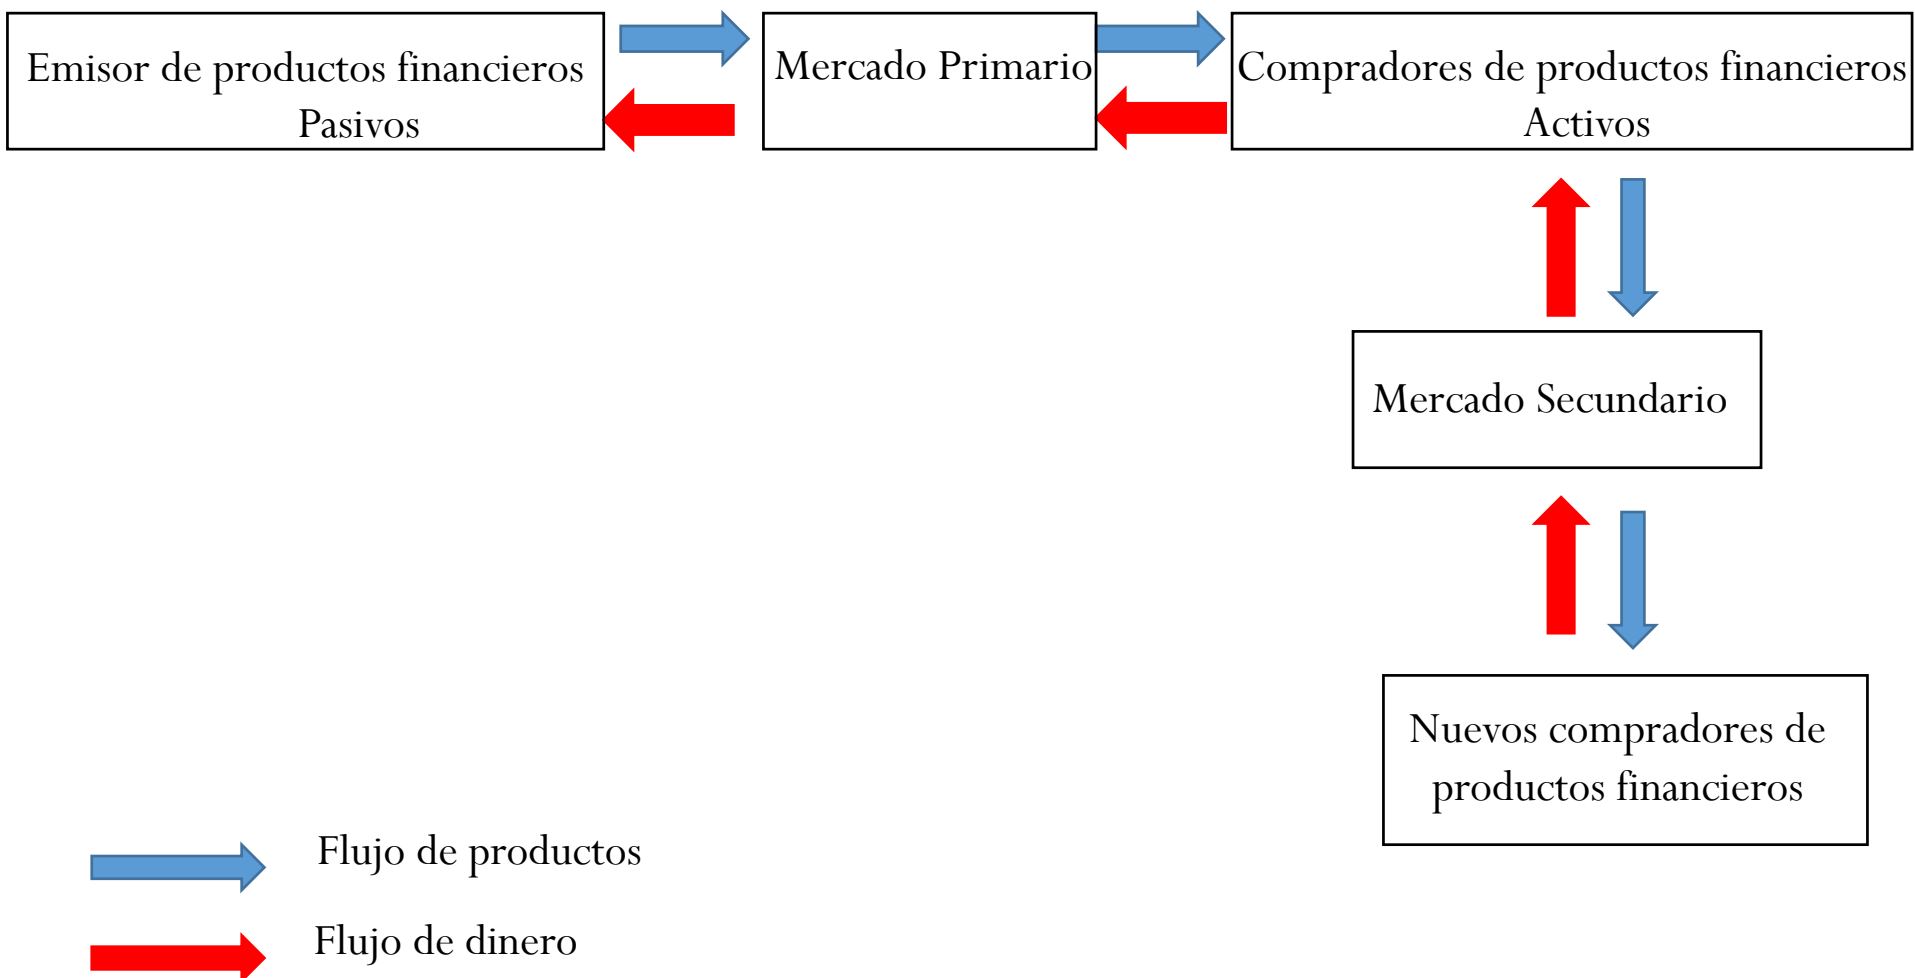 Emisor de productos financieros
Pasivos
Mercado Primario
Compradores de productos financieros
Activos
Mercado Secundario
Nuevos compradores de
productos financieros
Flujo de productos
Flujo de dinero